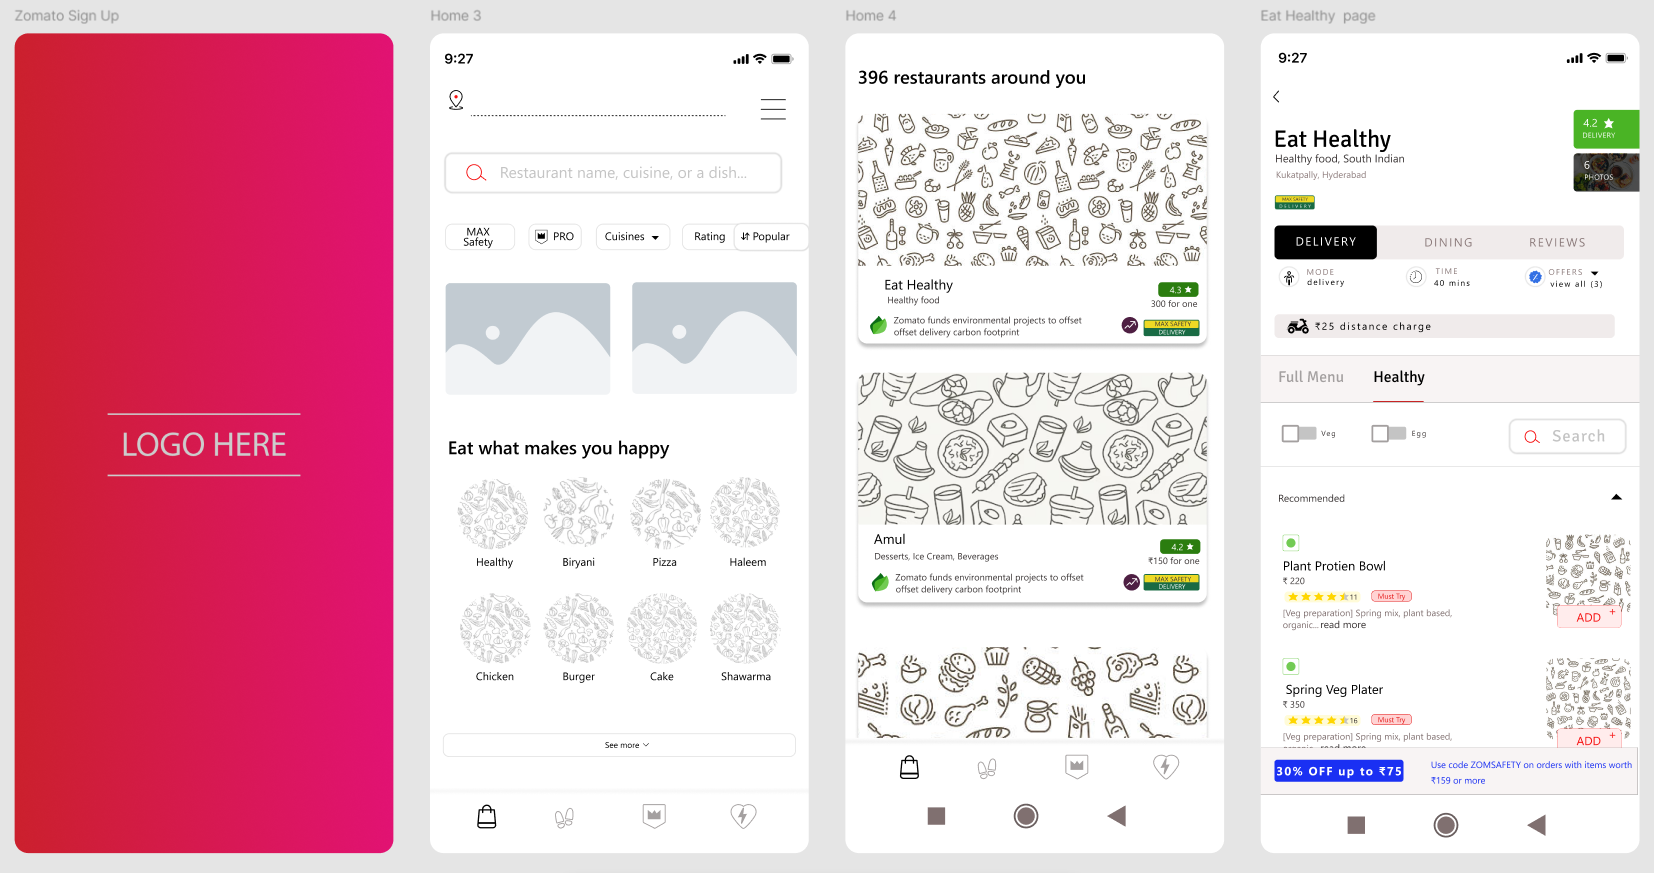 Zomato Sign Up
LOGO HERE
Home 3
9:27
Restaurant name, cuisine, or a dish...
MAX
Safety
PRO
Cuisines
Rating
Popular
Eat what makes you happy
Healthy
Biryani
Pizza
Haleem
Chicken
Burger
Cake
Shawarma
See more
Home 4
396 restaurants around you
Eat Healthy
4.3
Healthy food
300 for one
Zomato funds environmental projects to offset
offset delivery carbon footprint
MAX SAFETY
DELIVERY
Amul
4.2
Desserts, Ice Cream, Beverages
₹150 for one
Zomato funds environmental projects to offset
offset delivery carbon footprint
MAX SAFETY
DELIVERY
Eat Healthy page
9:27
4.2
DELIVERY
Eat Healthy
Healthy food, South Indian
Kukatpally, Hyderabad
6
PHOTOS
MAX SAFETY
DELIVERY
DELIVERY
DINING
REVIEWS
MODE
delivery
TIME
40 mins
OFFERS
view all (3)
₹25 distance charge
Full Menu
Healthy
Veg
Egg
Search
Recommended
Plant Protien Bowl
₹ 220
11
Must Try
[Veg preparation] Spring mix, plant based,
organic... read more
ADD +
Spring Veg Plater
₹ 350
16
Must Try
[Veg preparation] Spring mix, plant based,
organic... read more
ADD +
30% OFF up to ₹75
Use code ZOMSAFETY on orders with items worth
₹159 or more